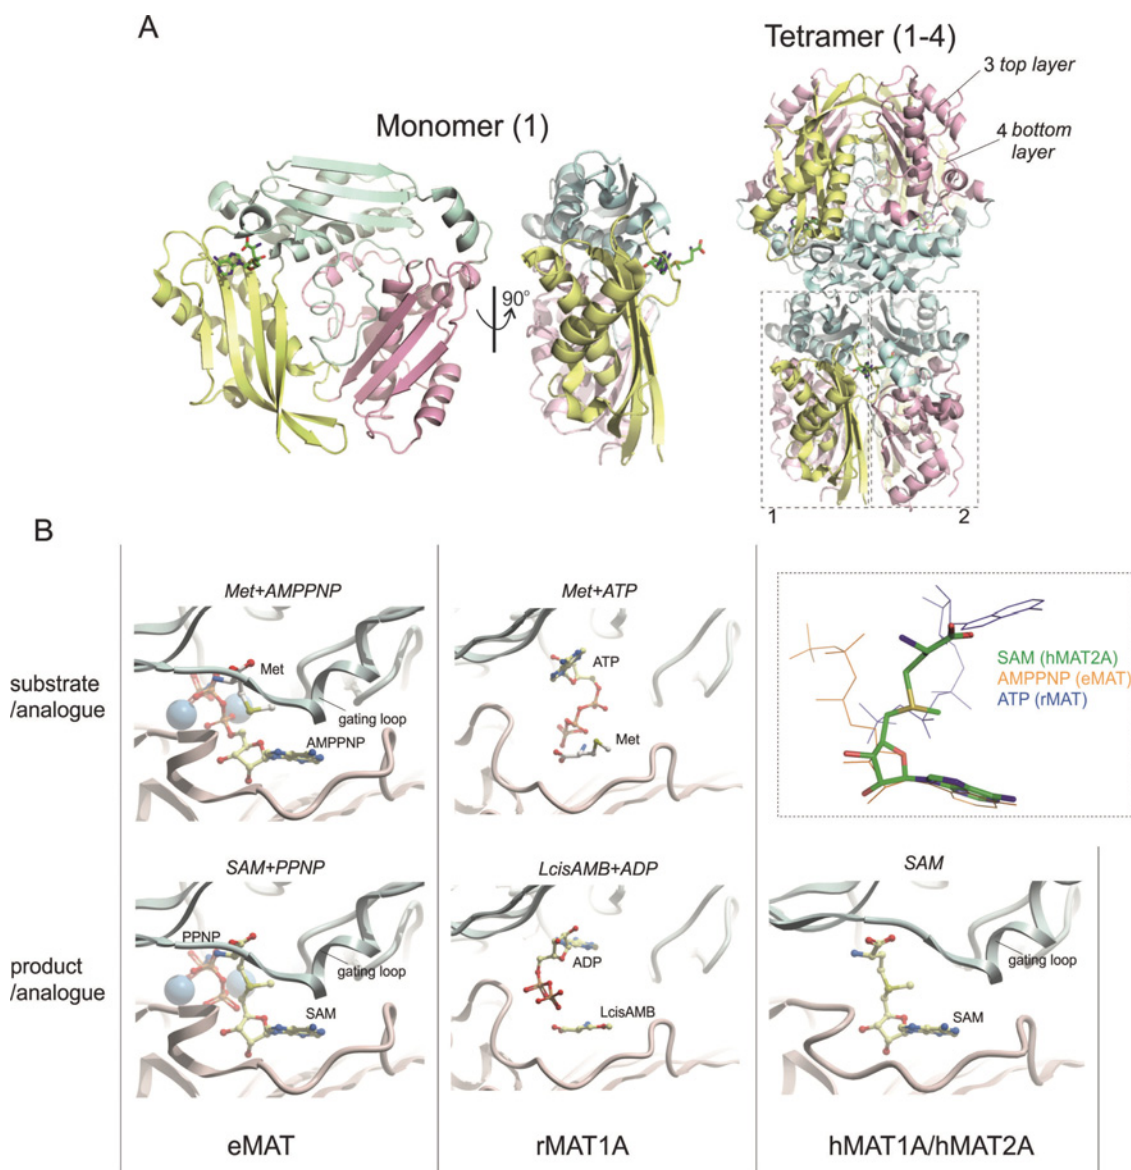 A
Tetramer (1-4)
3 top layer
Monomer (1)
4 bottom
layer
90°
1
2
B
Met+AMPPNP
Met+ATP
Met
ATP
SAM (hMAT2A)
AMPPNP (eMAT)
ATP (rMAT)
substrate
/analogue
gating loop
AMPPNP
Met
SAM+PPNP
LcisAMB+ADP
SAM
PPNP
gating loop
ADP
gating loop
product
/analogue
SAM
LcisAMB
SAM
eMAT
rMAT1A
hMAT1A/hMAT2A